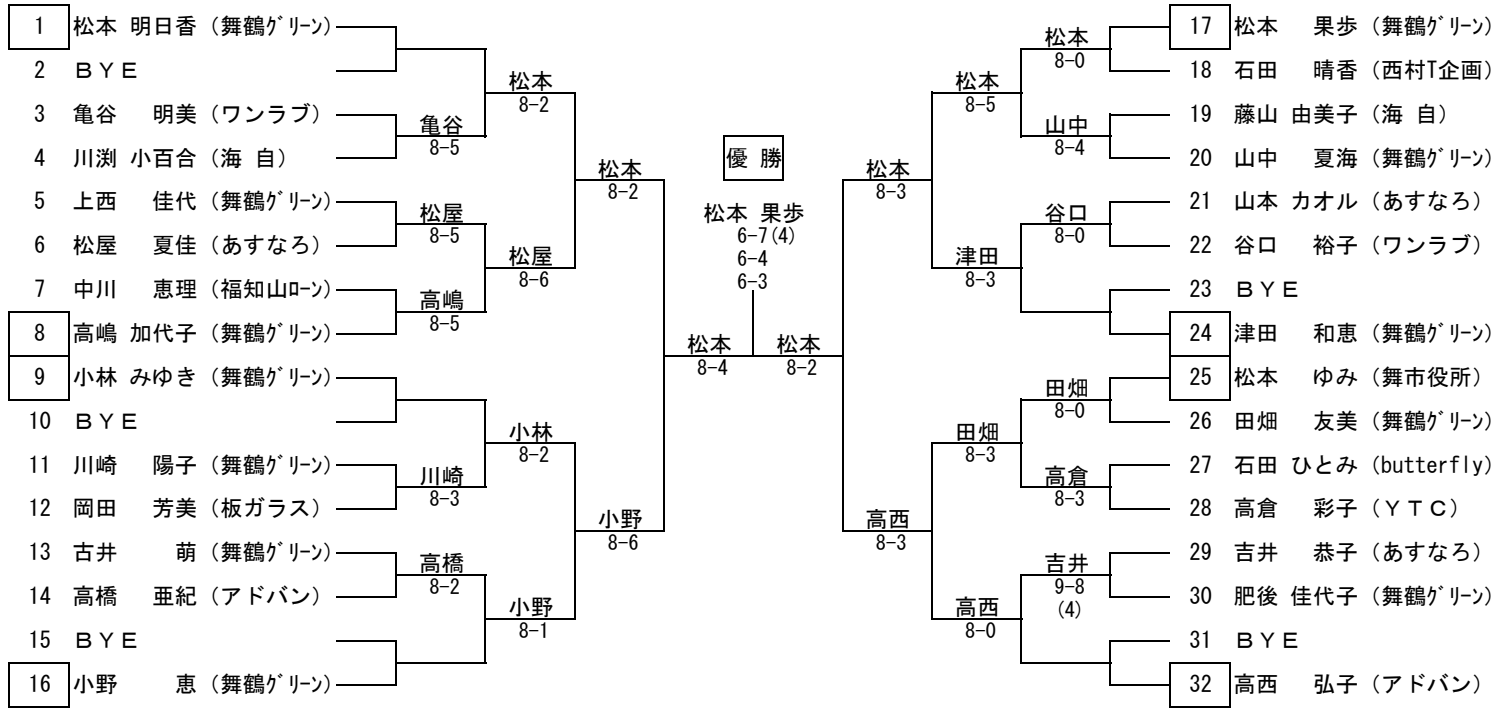 1 松本 明日香 (舞鶴ｸﾞﾘｰﾝ)
2 ＢＹＥ
3 亀谷 明美 (ワンラブ)
4 川渕 小百合 (海 自)
5 上西 佳代 (舞鶴ｸﾞﾘｰﾝ)
6 松屋 夏佳 (あすなろ)
7 中川 恵理 (福知山ﾛｰﾝ)
8 高嶋 加代子 (舞鶴ｸﾞﾘｰﾝ)
9 小林 みゆき (舞鶴ｸﾞﾘｰﾝ)
10 ＢＹＥ
11 川崎 陽子 (舞鶴ｸﾞﾘｰﾝ)
12 岡田 芳美 (板ガラス)
13 古井 萌 (舞鶴ｸﾞﾘｰﾝ)
14 高橋 亜紀 (アドバン)
15 ＢＹＥ
16 小野 恵 (舞鶴ｸﾞﾘｰﾝ)
亀谷
8-5
松屋
8-5
高嶋
8-5
川崎
8-3
高橋
8-2
松本
8-2
松屋
8-6
小林
8-2
小野
8-1
松本
8-2
小野
8-6
松本
8-4
優 勝
松本 果歩
6-7(4)
6-4
6-3
松本
8-2
松本
8-3
高西
8-3
松本
8-5
津田
8-3
田畑
8-3
高西
8-0
松本
8-0
山中
8-4
谷口
8-0
田畑
8-0
高倉
8-3
吉井
9-8
(4)
17 松本 果歩 (舞鶴ｸﾞﾘｰﾝ)
18 石田 晴香 (西村T企画)
19 藤山 由美子 (海 自)
20 山中 夏海 (舞鶴ｸﾞﾘｰﾝ)
21 山本 カオル (あすなろ)
22 谷口 裕子 (ワンラブ)
23 ＢＹＥ
24 津田 和恵 (舞鶴ｸﾞﾘｰﾝ)
25 松本 ゆみ (舞市役所)
26 田畑 友美 (舞鶴ｸﾞﾘｰﾝ)
27 石田 ひとみ (butterfly)
28 高倉 彩子 (ＹＴＣ)
29 吉井 恭子 (あすなろ)
30 肥後 佳代子 (舞鶴ｸﾞﾘｰﾝ)
31 ＢＹＥ
32 高西 弘子 (アドバン)